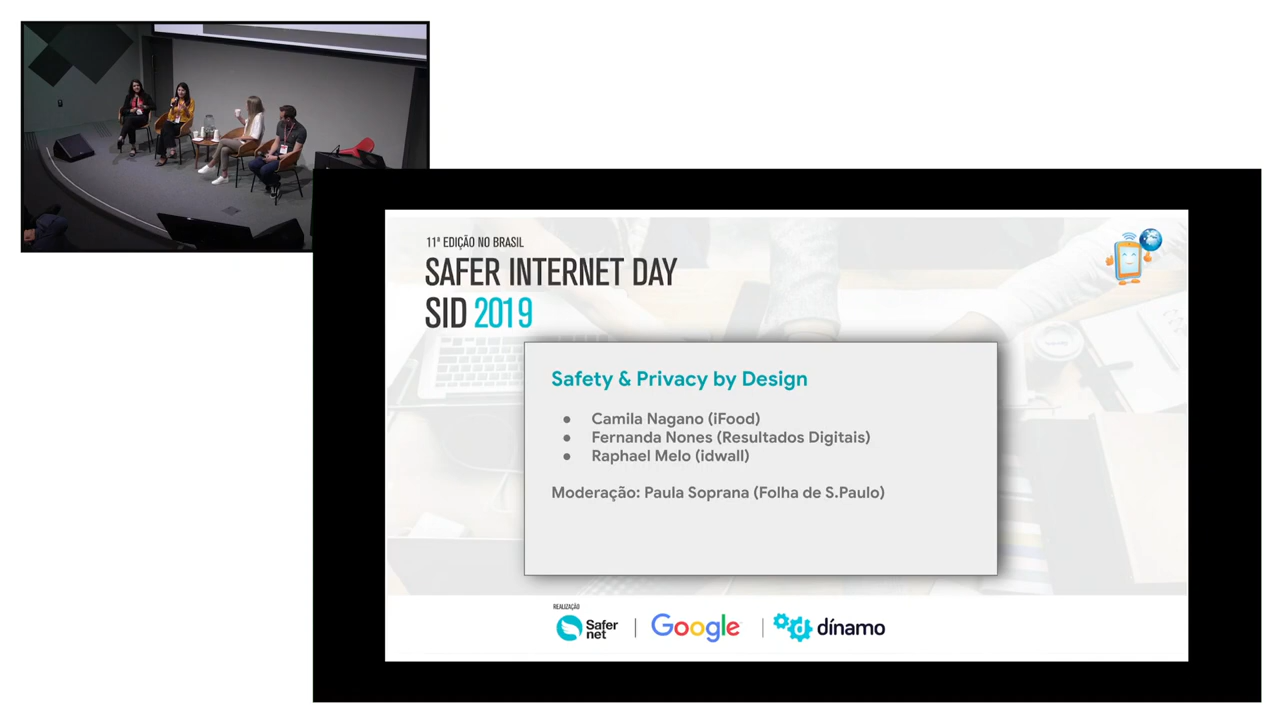 11ª EDIÇÃO NO BRASIL
SAFER INTERNET DAY
SID 2019
Safety & Privacy by Design
● Camila Nagano (iFood)
● Fernanda Nones (Resultados Digitais)
● Raphael Melo (idwall)
Moderação: Paula Soprana (Folha de S.Paulo)
REALIZAÇÃO
Safer
net
Google
dínamo